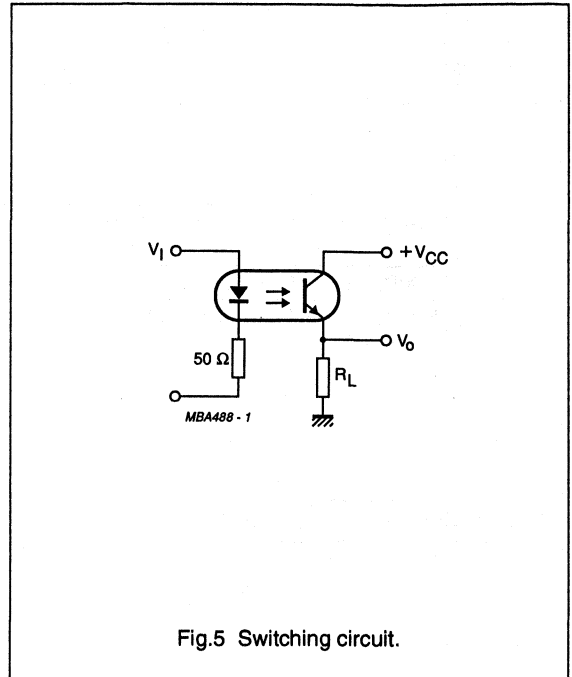 V_I
+V_CC
V_o
50 Ω
R_L
MBA488 - 1
Fig.5 Switching circuit.